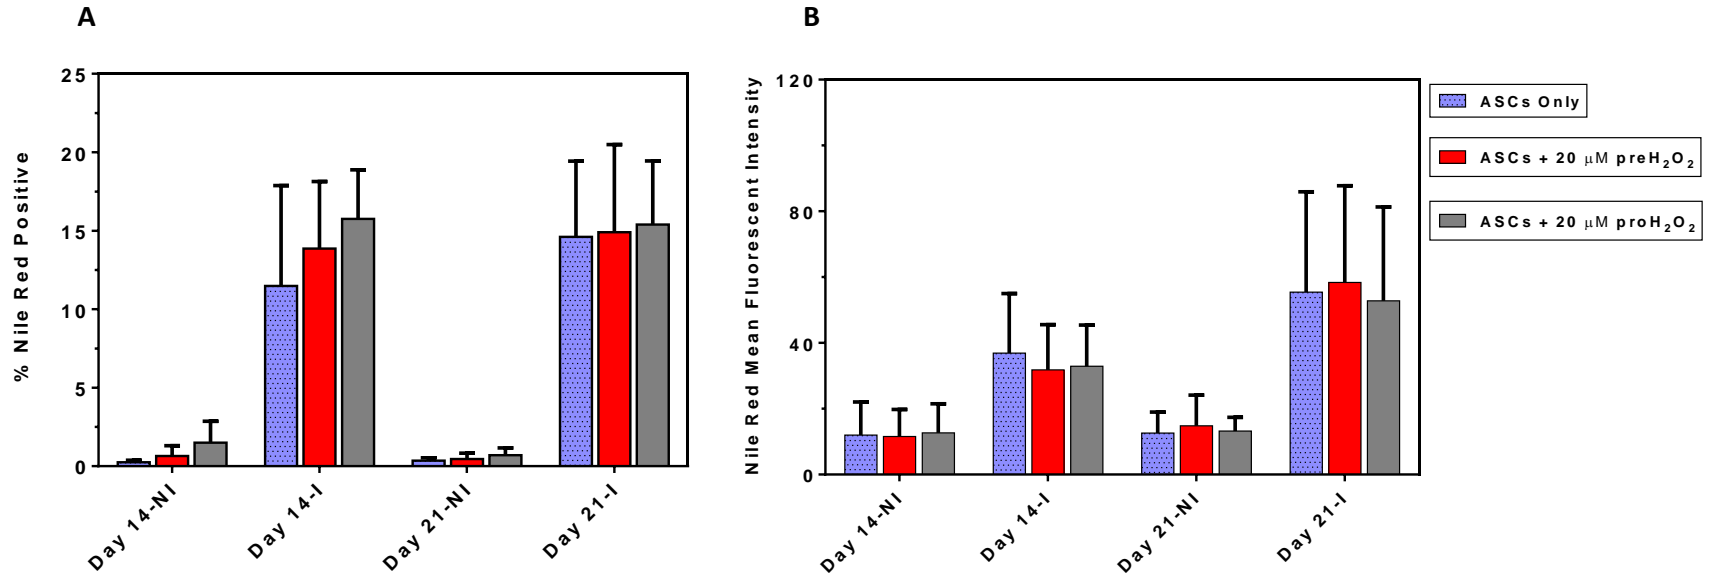 A
% Nile Red Positive
25
20
15
10
5
0
Day 14-NI
Day 14-I
Day 21-NI
Day 21-I
B
Nile Red Mean Fluorescent Intensity
120
80
40
0
Day 14-NI
Day 14-I
Day 21-NI
Day 21-I
ASCs Only
ASCs + 20 µM preH₂O₂
ASCs + 20 µM proH₂O₂